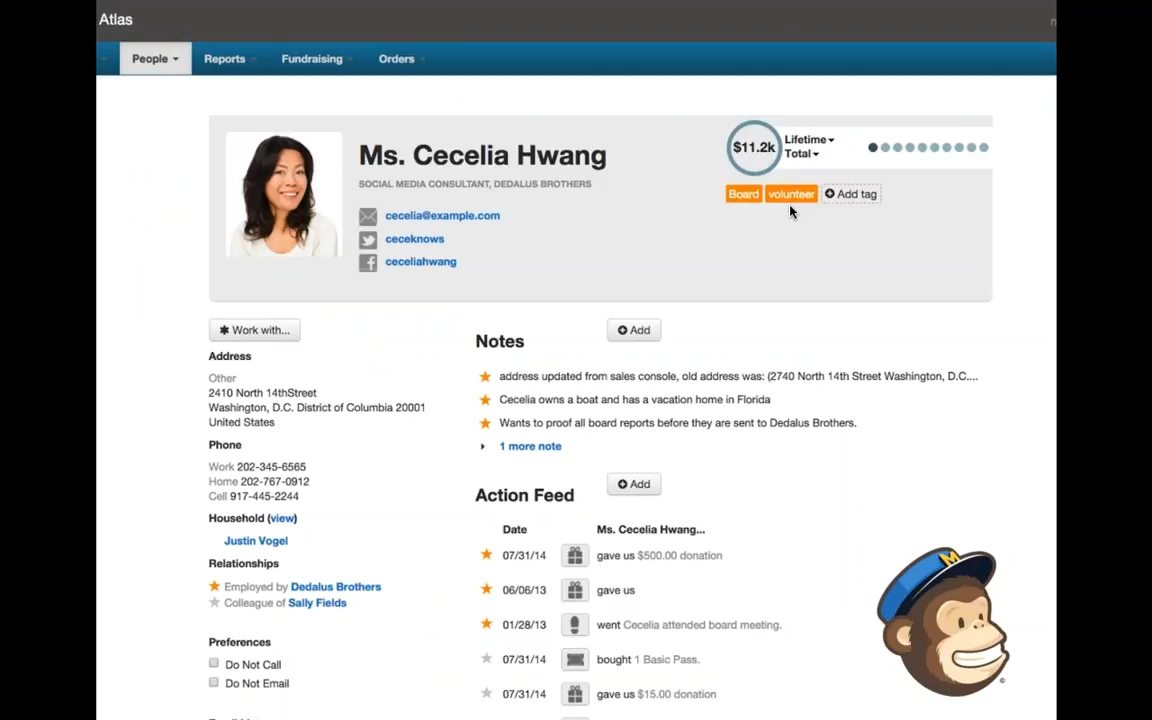 Atlas
People
Reports
Fundraising
Orders
Ms. Cecelia Hwang
SOCIAL MEDIA CONSULTANT, DEDALUS BROTHERS
cecelia@example.com
ceceknows
ceceliahwang
$11.2k
Lifetime
Total
Board volunteer Add tag
Work with...
Address
Other
2410 North 14thStreet
Washington, D.C. District of Columbia 20001
United States
Phone
Work 202-345-6565
Home 202-767-0912
Cell 917-445-2244
Household (view)
Justin Vogel
Relationships
Employed by Dedalus Brothers
Colleague of Sally Fields
Preferences
Do Not Call
Do Not Email
Notes
Add
address updated from sales console, old address was: (2740 North 14th Street Washington, D.C....
Cecelia owns a boat and has a vacation home in Florida
Wants to proof all board reports before they are sent to Dedalus Brothers.
1 more note
Action Feed
Add
Date Ms. Cecelia Hwang...
07/31/14 gave us $500.00 donation
06/06/13 gave us
01/28/13 went Cecelia attended board meeting.
07/31/14 bought 1 Basic Pass.
07/31/14 gave us $15.00 donation
M